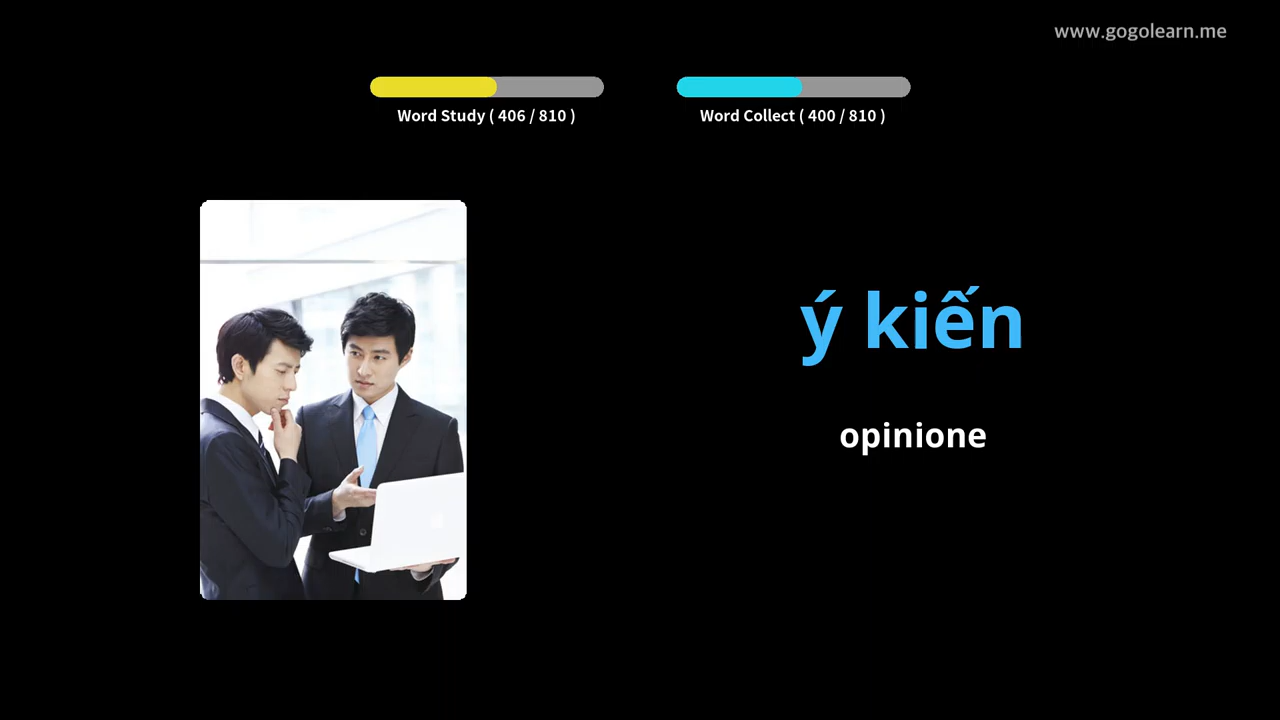 www.gogolearn.me
Word Study ( 406 / 810 )
Word Collect ( 400 / 810 )
ý kiến
opinione